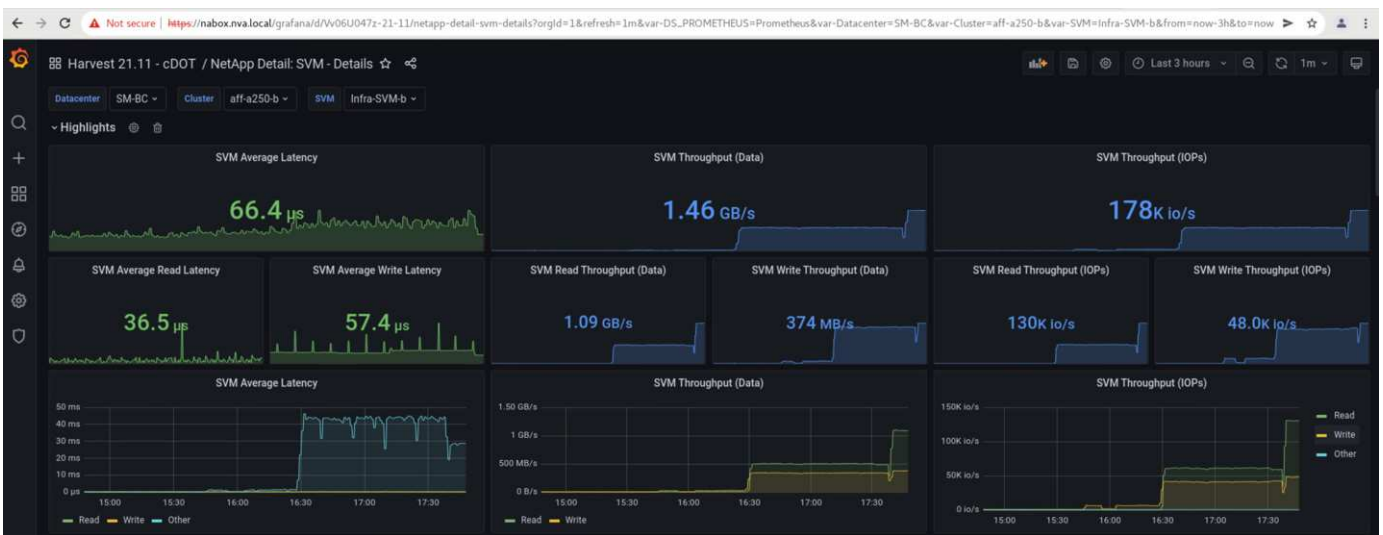 Not secure | https://nabox.nva.local/grafana/d/Vv06U047z-21-11/netapp-detail-svm-details?orgId=1&refresh=1m&var-DS_PROMETHEUS=Prometheus&var-Datacenter=SM-BC&var-Cluster=aff-a250-b&var-SVM=Infra-SVM-b&from=now-3h&to=now
Harvest 21.11 - cDOT / NetApp Detail: SVM - Details
Last 3 hours 1m
Datacenter SM-BC Cluster aff-a250-b SVM Infra-SVM-b
Highlights
SVM Average Latency SVM Throughput (Data) SVM Throughput (IOPs)
66.4 µs 1.46 GB/s 178K io/s
SVM Average Read Latency SVM Average Write Latency SVM Read Throughput (Data) SVM Write Throughput (Data) SVM Read Throughput (IOPs) SVM Write Throughput (IOPs)
36.5 µs 57.4 µs 1.09 GB/s 374 MB/s 130K io/s 48.0K io/s
SVM Average Latency
50 ms
40 ms
30 ms
20 ms
10 ms
0 µs
15:00 15:30 16:00 16:30 17:00 17:30
Read Write Other
SVM Throughput (Data)
1.50 GB/s
1 GB/s
500 MB/s
0 B/s
15:00 15:30 16:00 16:30 17:00 17:30
Read Write
SVM Throughput (IOPs)
150K io/s
100K io/s
50K io/s
0 io/s
15:00 15:30 16:00 16:30 17:00 17:30
Read
Write
Other